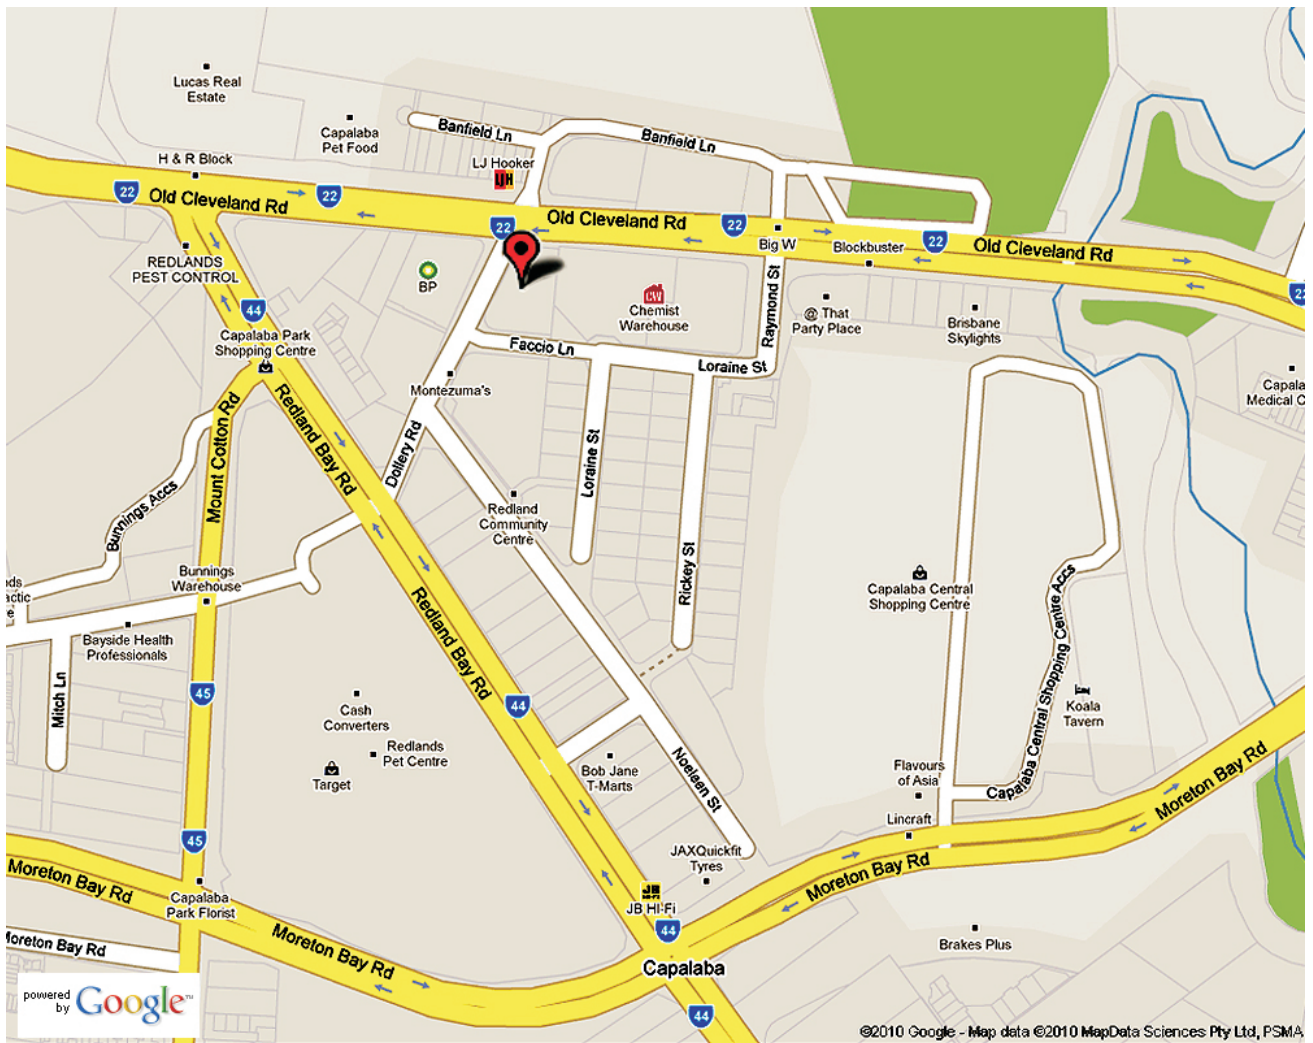 Lucas Real
Estate
Capalaba
Pet Food
Banfield Ln
Banfield Ln
H & R Block
LJ Hooker
LJH
22
22
22
22
22
Old Cleveland Rd
Old Cleveland Rd
Old Cleveland Rd
Big W
Blockbuster
REDLANDS
PEST CONTROL
BP
CW
Chemist
Warehouse
Raymond St
@ That
Party Place
Brisbane
Skylights
44
Capalaba Park
Shopping Centre
Faccio Ln
Loraine St
Montezuma's
Medical C
Mount Cotton Rd
Redland Bay Rd
Dollery Rd
Loraine St
Bunnings Accs
Redland
Community
Centre
Rickey St
Bunnings
Warehouse
Capalaba Central
Shopping Centre
Capalaba Central Shopping Centre Accs
Bayside Health
Professionals
Redland Bay Rd
Mitch Ln
45
44
Cash
Converters
Koala
Tavern
Redlands
Pet Centre
Target
Bob Jane
T-Marts
Noeleen St
Flavours
of Asia
Moreton Bay Rd
Lincraft
45
Moreton Bay Rd
JAXQuickfit
Tyres
Moreton Bay Rd
Capalaba
Park Florist
JB
JB Hi-Fi
44
Moreton Bay Rd
Moreton Bay Rd
Brakes Plus
Capalaba
44
powered
by
Google™
©2010 Google - Map data ©2010 MapData Sciences Pty Ltd, PSMA